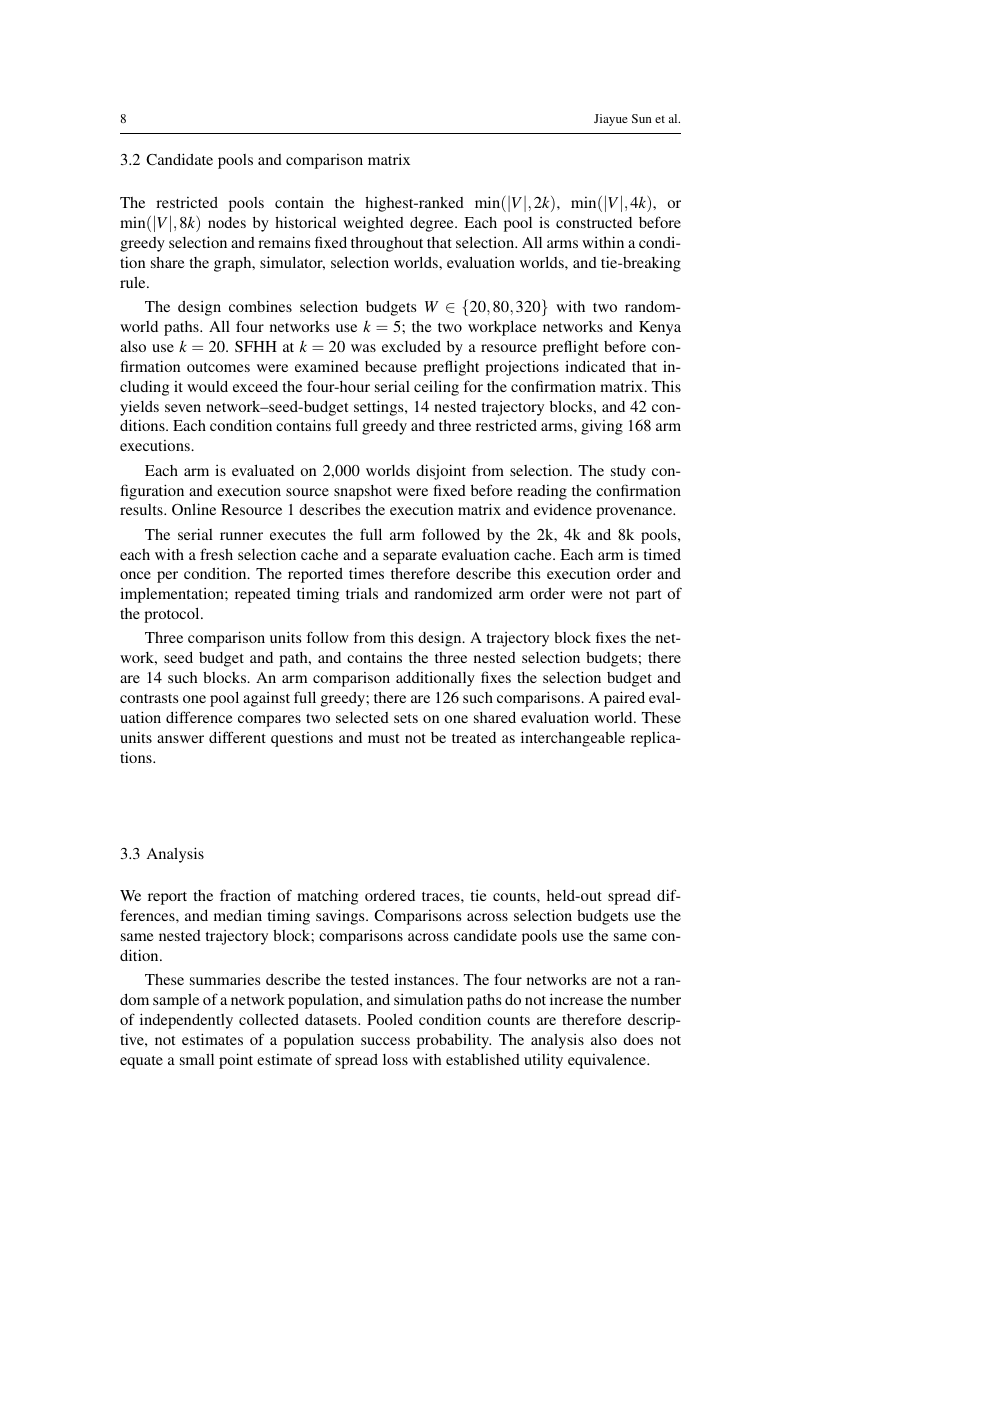 8 Jiayue Sun et al.
3.2 Candidate pools and comparison matrix
The restricted pools contain the highest-ranked min(|V|,2k), min(|V|,4k), or
min(|V|,8k) nodes by historical weighted degree. Each pool is constructed before
greedy selection and remains fixed throughout that selection. All arms within a condi-
tion share the graph, simulator, selection worlds, evaluation worlds, and tie-breaking
rule.
The design combines selection budgets W ∈ {20,80,320} with two random-
world paths. All four networks use k = 5; the two workplace networks and Kenya
also use k = 20. SFHH at k = 20 was excluded by a resource preflight before con-
firmation outcomes were examined because preflight projections indicated that in-
cluding it would exceed the four-hour serial ceiling for the confirmation matrix. This
yields seven network–seed-budget settings, 14 nested trajectory blocks, and 42 con-
ditions. Each condition contains full greedy and three restricted arms, giving 168 arm
executions.
Each arm is evaluated on 2,000 worlds disjoint from selection. The study con-
figuration and execution source snapshot were fixed before reading the confirmation
results. Online Resource 1 describes the execution matrix and evidence provenance.
The serial runner executes the full arm followed by the 2k, 4k and 8k pools,
each with a fresh selection cache and a separate evaluation cache. Each arm is timed
once per condition. The reported times therefore describe this execution order and
implementation; repeated timing trials and randomized arm order were not part of
the protocol.
Three comparison units follow from this design. A trajectory block fixes the net-
work, seed budget and path, and contains the three nested selection budgets; there
are 14 such blocks. An arm comparison additionally fixes the selection budget and
contrasts one pool against full greedy; there are 126 such comparisons. A paired eval-
uation difference compares two selected sets on one shared evaluation world. These
units answer different questions and must not be treated as interchangeable replica-
tions.
3.3 Analysis
We report the fraction of matching ordered traces, tie counts, held-out spread dif-
ferences, and median timing savings. Comparisons across selection budgets use the
same nested trajectory block; comparisons across candidate pools use the same con-
dition.
These summaries describe the tested instances. The four networks are not a ran-
dom sample of a network population, and simulation paths do not increase the number
of independently collected datasets. Pooled condition counts are therefore descrip-
tive, not estimates of a population success probability. The analysis also does not
equate a small point estimate of spread loss with established utility equivalence.